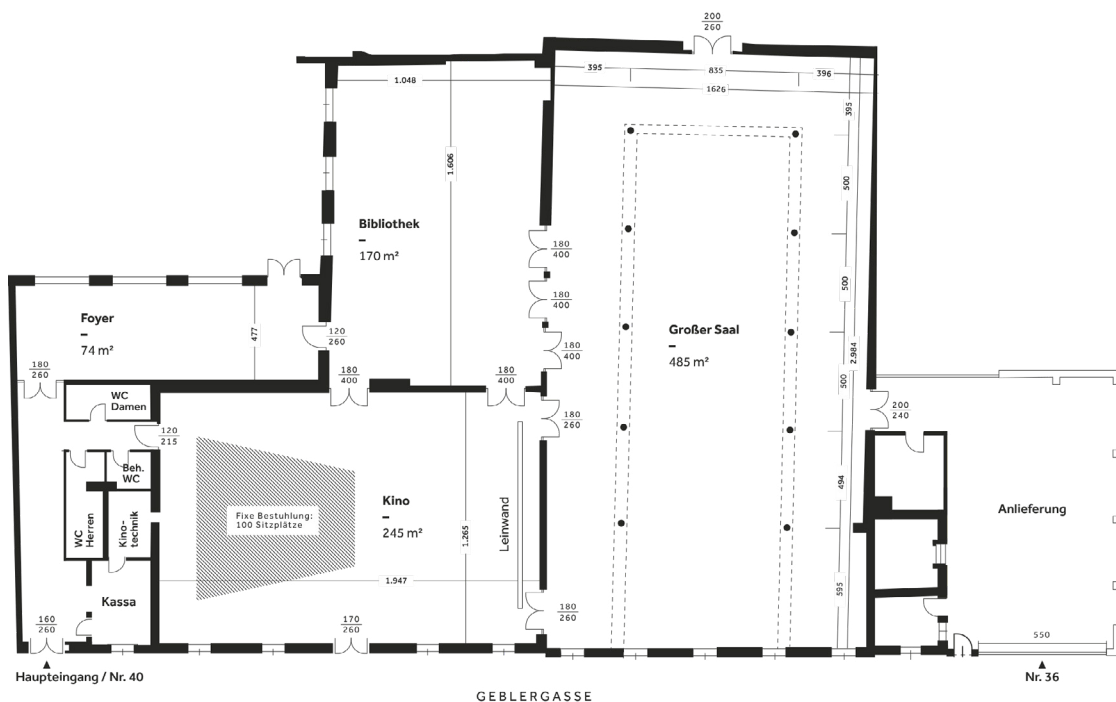 200
260
395
835
396
1626
1.048
395
1.606
500
Bibliothek
–
170 m²
180
400
180
400
500
Foyer
–
74 m²
477
120
260
Großer Saal
–
485 m²
180
400
2.984
180
260
180
400
180
400
500
WC
Damen
200
240
180
260
120
215
Beh.
WC
494
Kino
–
245 m²
Fixe Bestuhlung:
100 Sitzplätze
Leinwand
1.265
WC
Herren
Kino-
technik
Anlieferung
1.947
595
Kassa
180
260
160
260
170
260
550
Haupteingang / Nr. 40
Nr. 36
GEBLERGASSE